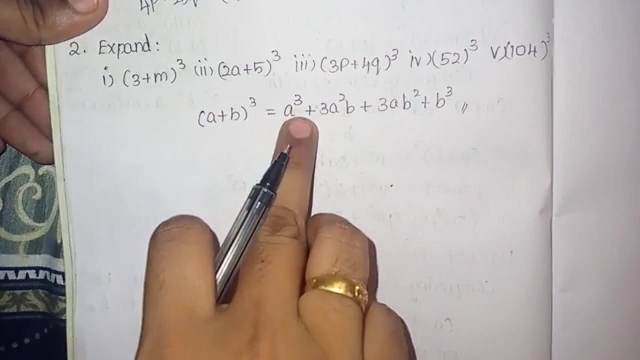 2. Expand:
i) (3+m)³ (ii) (2a+5)³ iii) (3p+4q)³ iv) (52)³ v) (104)³
(a+b)³ = a³ + 3a²b + 3ab² + b³